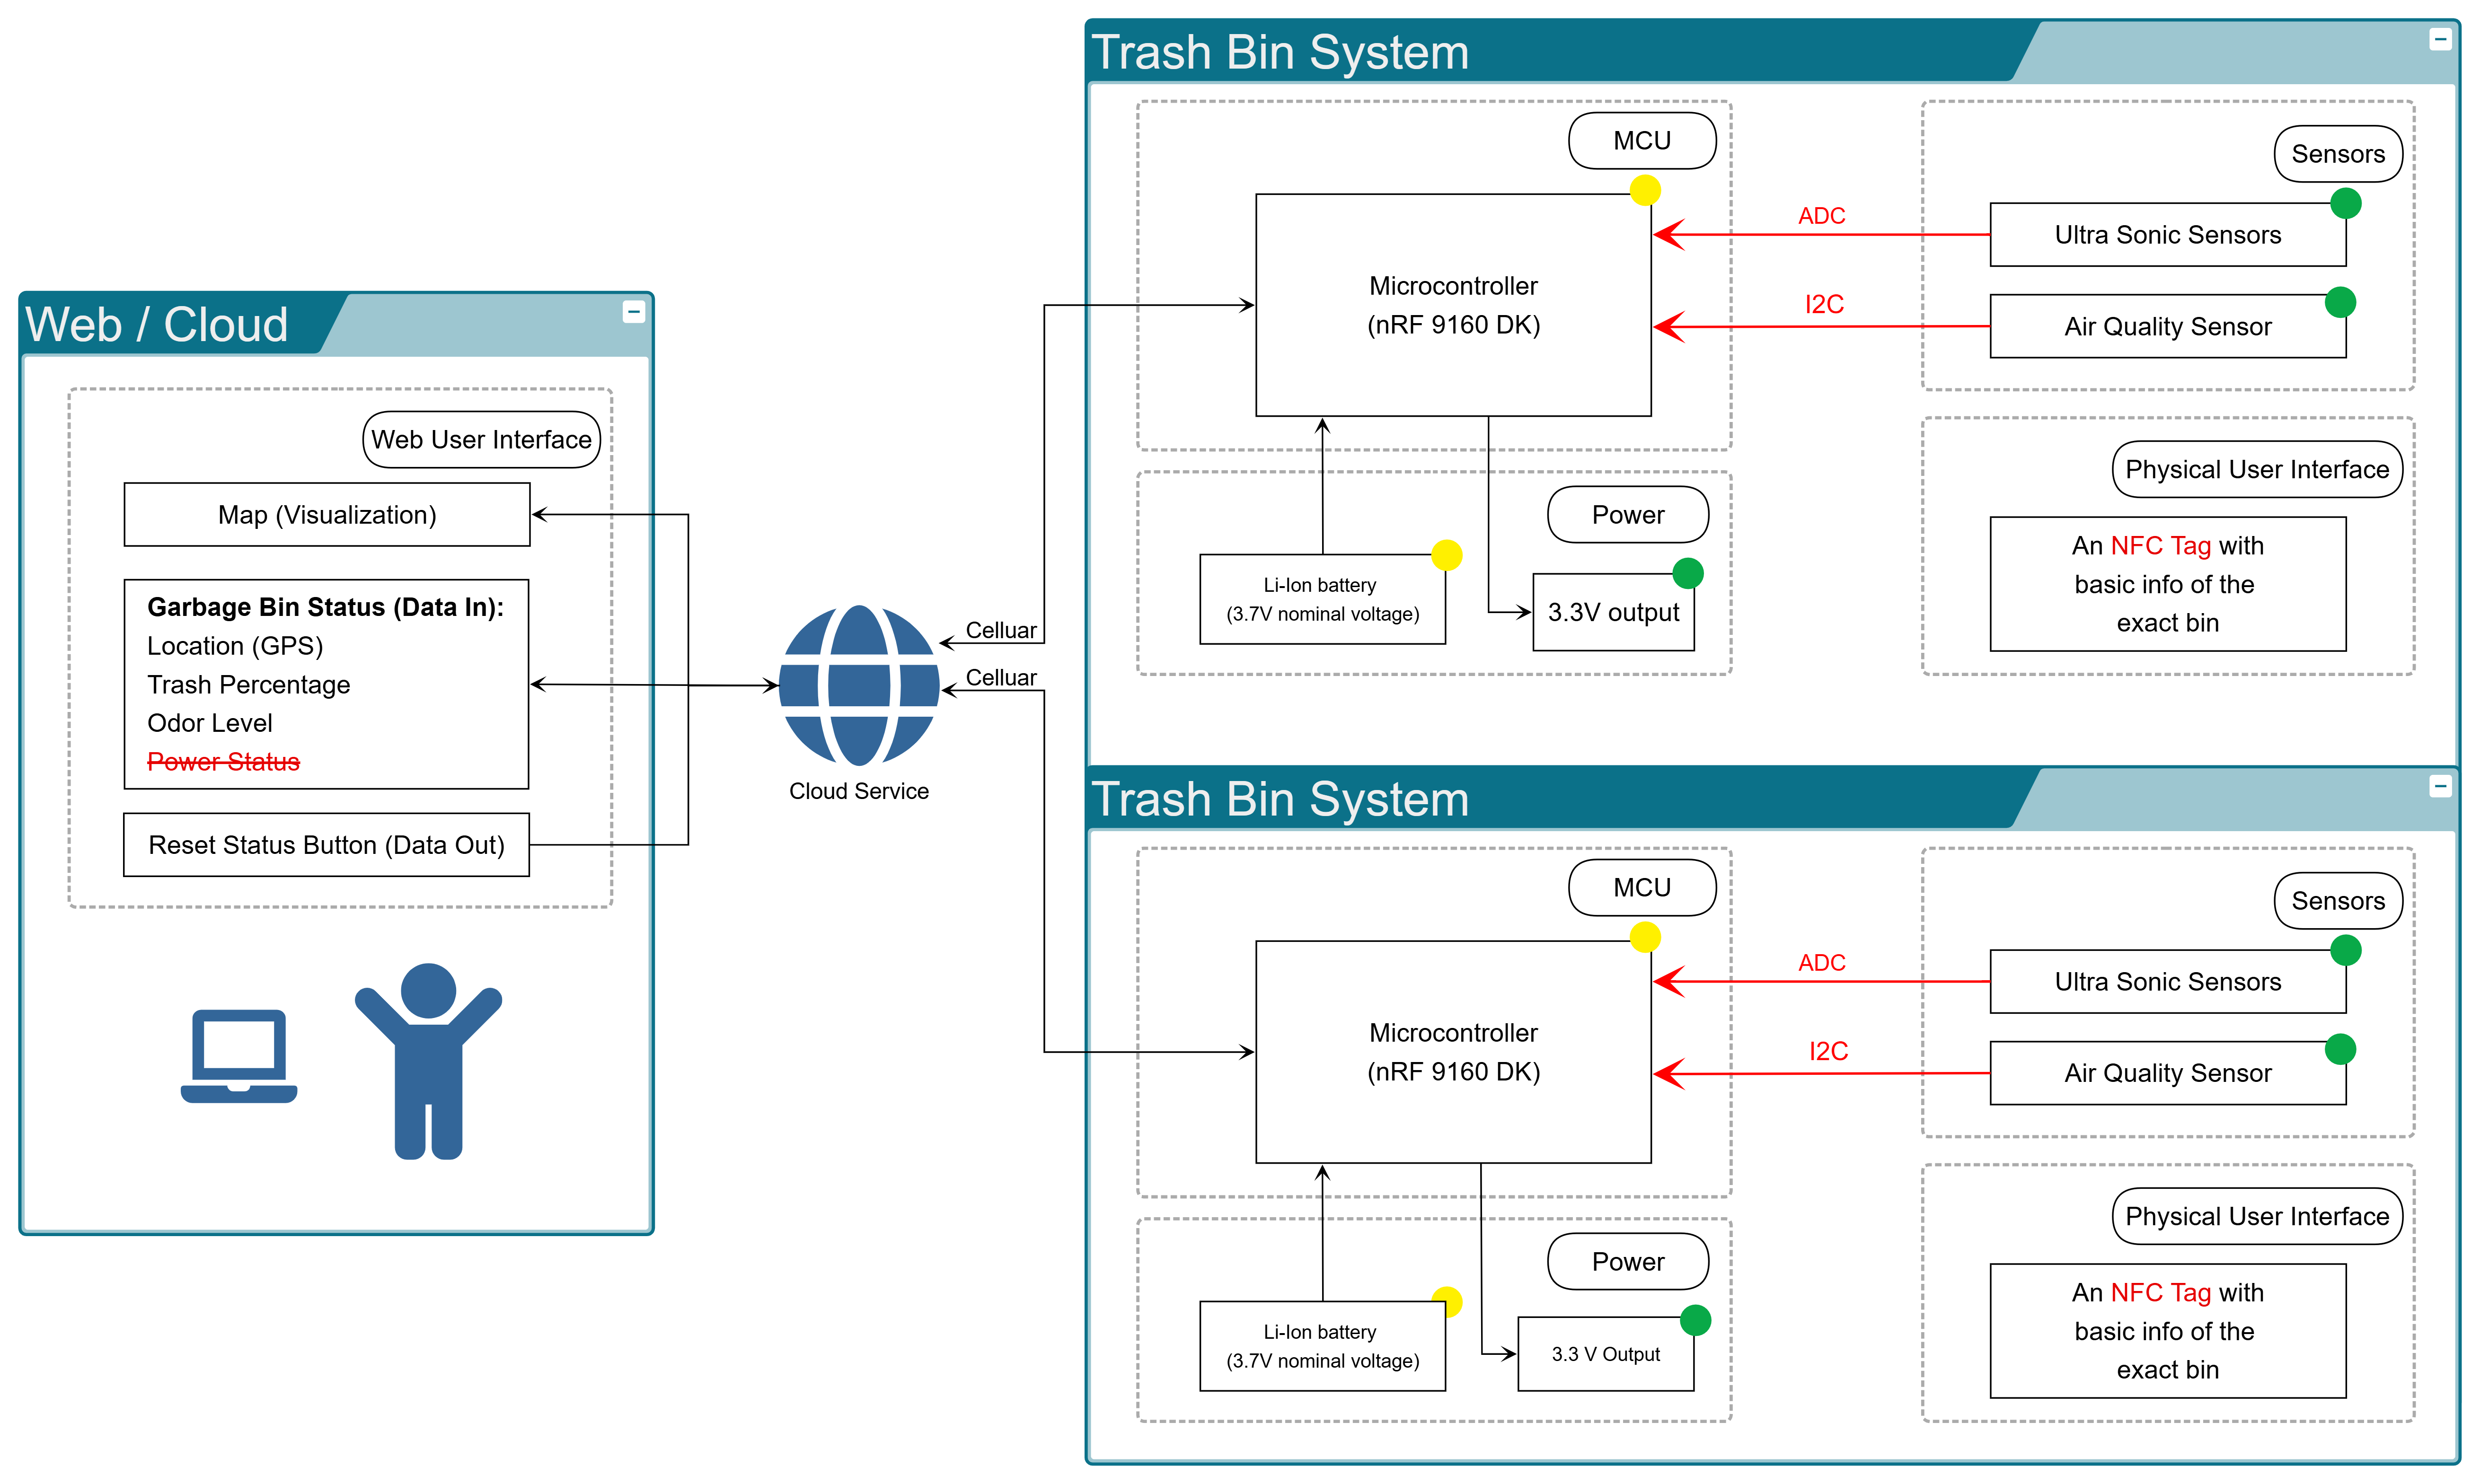 Web / Cloud
Web User Interface
Map (Visualization)
Garbage Bin Status (Data In):
Location (GPS)
Trash Percentage
Odor Level
Power Status
Reset Status Button (Data Out)
Celluar
Celluar
Cloud Service
Trash Bin System
MCU
Microcontroller
(nRF 9160 DK)
ADC
I2C
Sensors
Ultra Sonic Sensors
Air Quality Sensor
Power
Li-Ion battery
(3.7V nominal voltage)
3.3V output
Physical User Interface
An NFC Tag with
basic info of the
exact bin
Trash Bin System
MCU
Microcontroller
(nRF 9160 DK)
ADC
I2C
Sensors
Ultra Sonic Sensors
Air Quality Sensor
Power
Li-Ion battery
(3.7V nominal voltage)
3.3 V Output
Physical User Interface
An NFC Tag with
basic info of the
exact bin